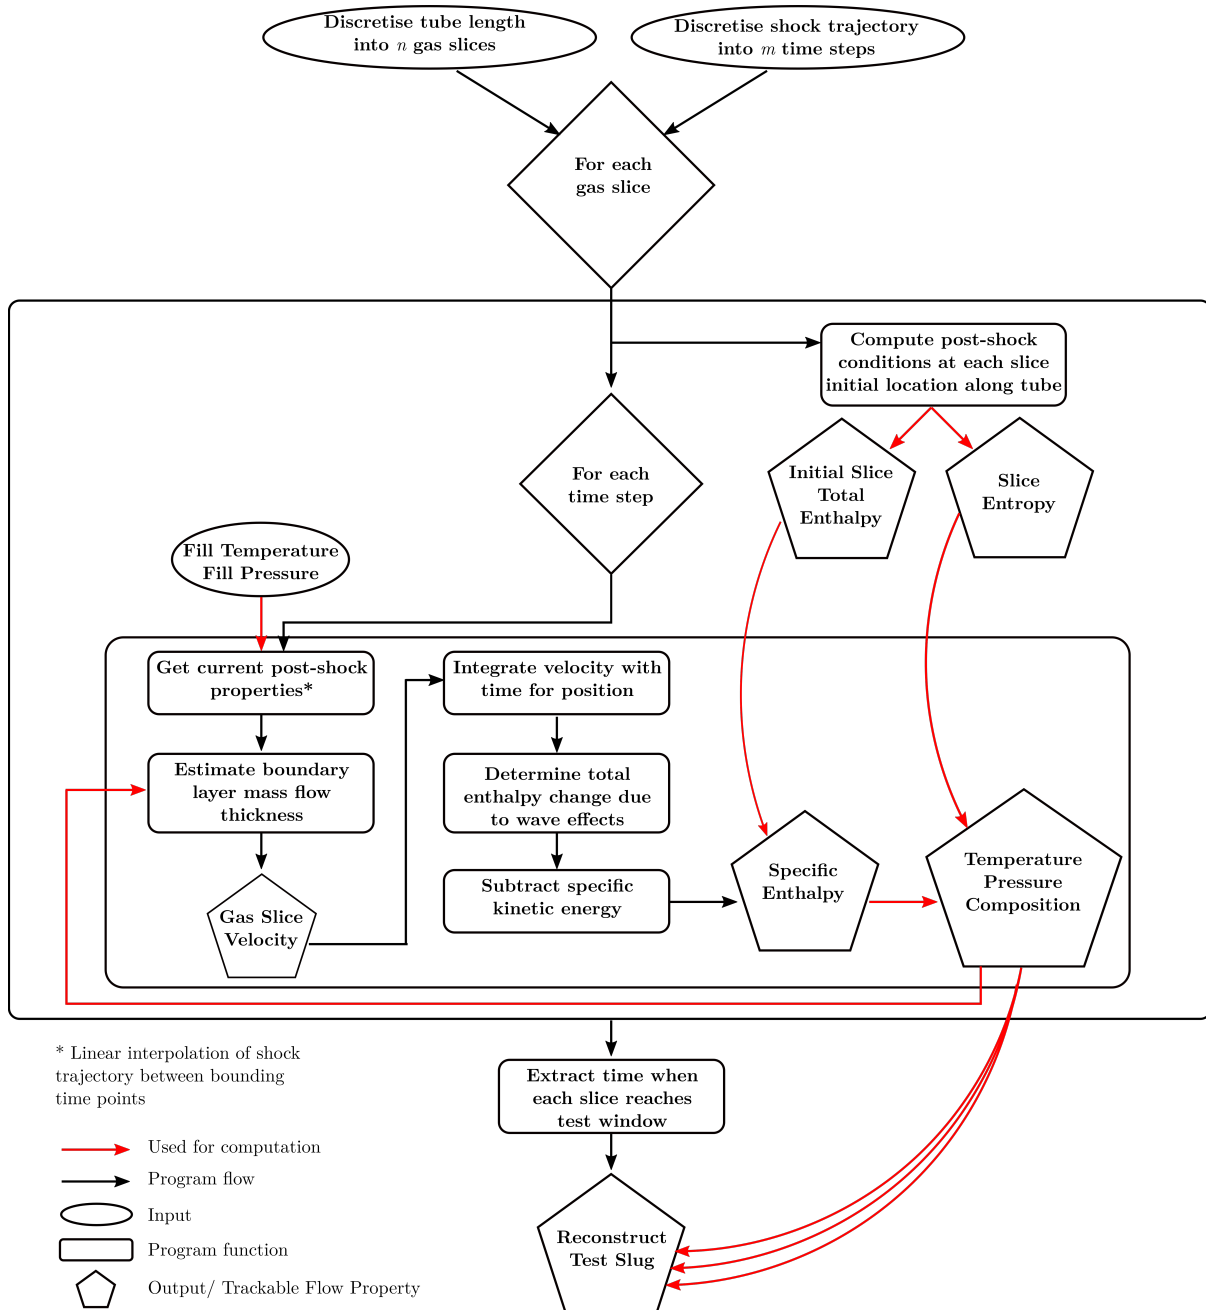 Discretise tube length
into n gas slices
Discretise shock trajectory
into m time steps
For each
gas slice
Compute post-shock
conditions at each slice
initial location along tube
For each
time step
Initial Slice
Total
Enthalpy
Slice
Entropy
Fill Temperature
Fill Pressure
Get current post-shock
properties*
Integrate velocity with
time for position
Estimate boundary
layer mass flow
thickness
Determine total
enthalpy change due
to wave effects
Gas Slice
Velocity
Subtract specific
kinetic energy
Specific
Enthalpy
Temperature
Pressure
Composition
* Linear interpolation of shock
trajectory between bounding
time points
Extract time when
each slice reaches
test window
Used for computation
Program flow
Input
Program function
Output/ Trackable Flow Property
Reconstruct
Test Slug